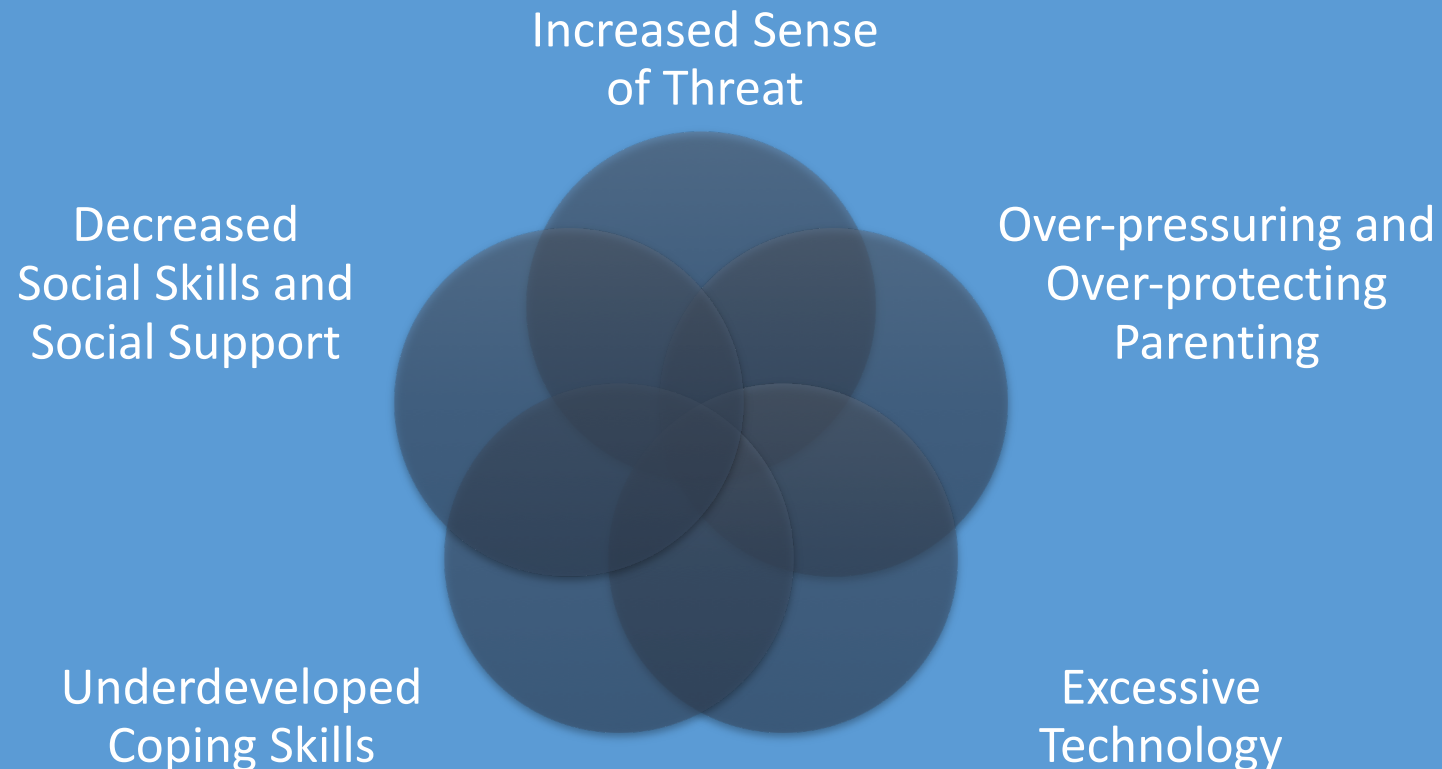 Increased Sense
of Threat
Decreased
Social Skills and
Social Support
Over-pressuring and
Over-protecting
Parenting
Underdeveloped
Coping Skills
Excessive
Technology